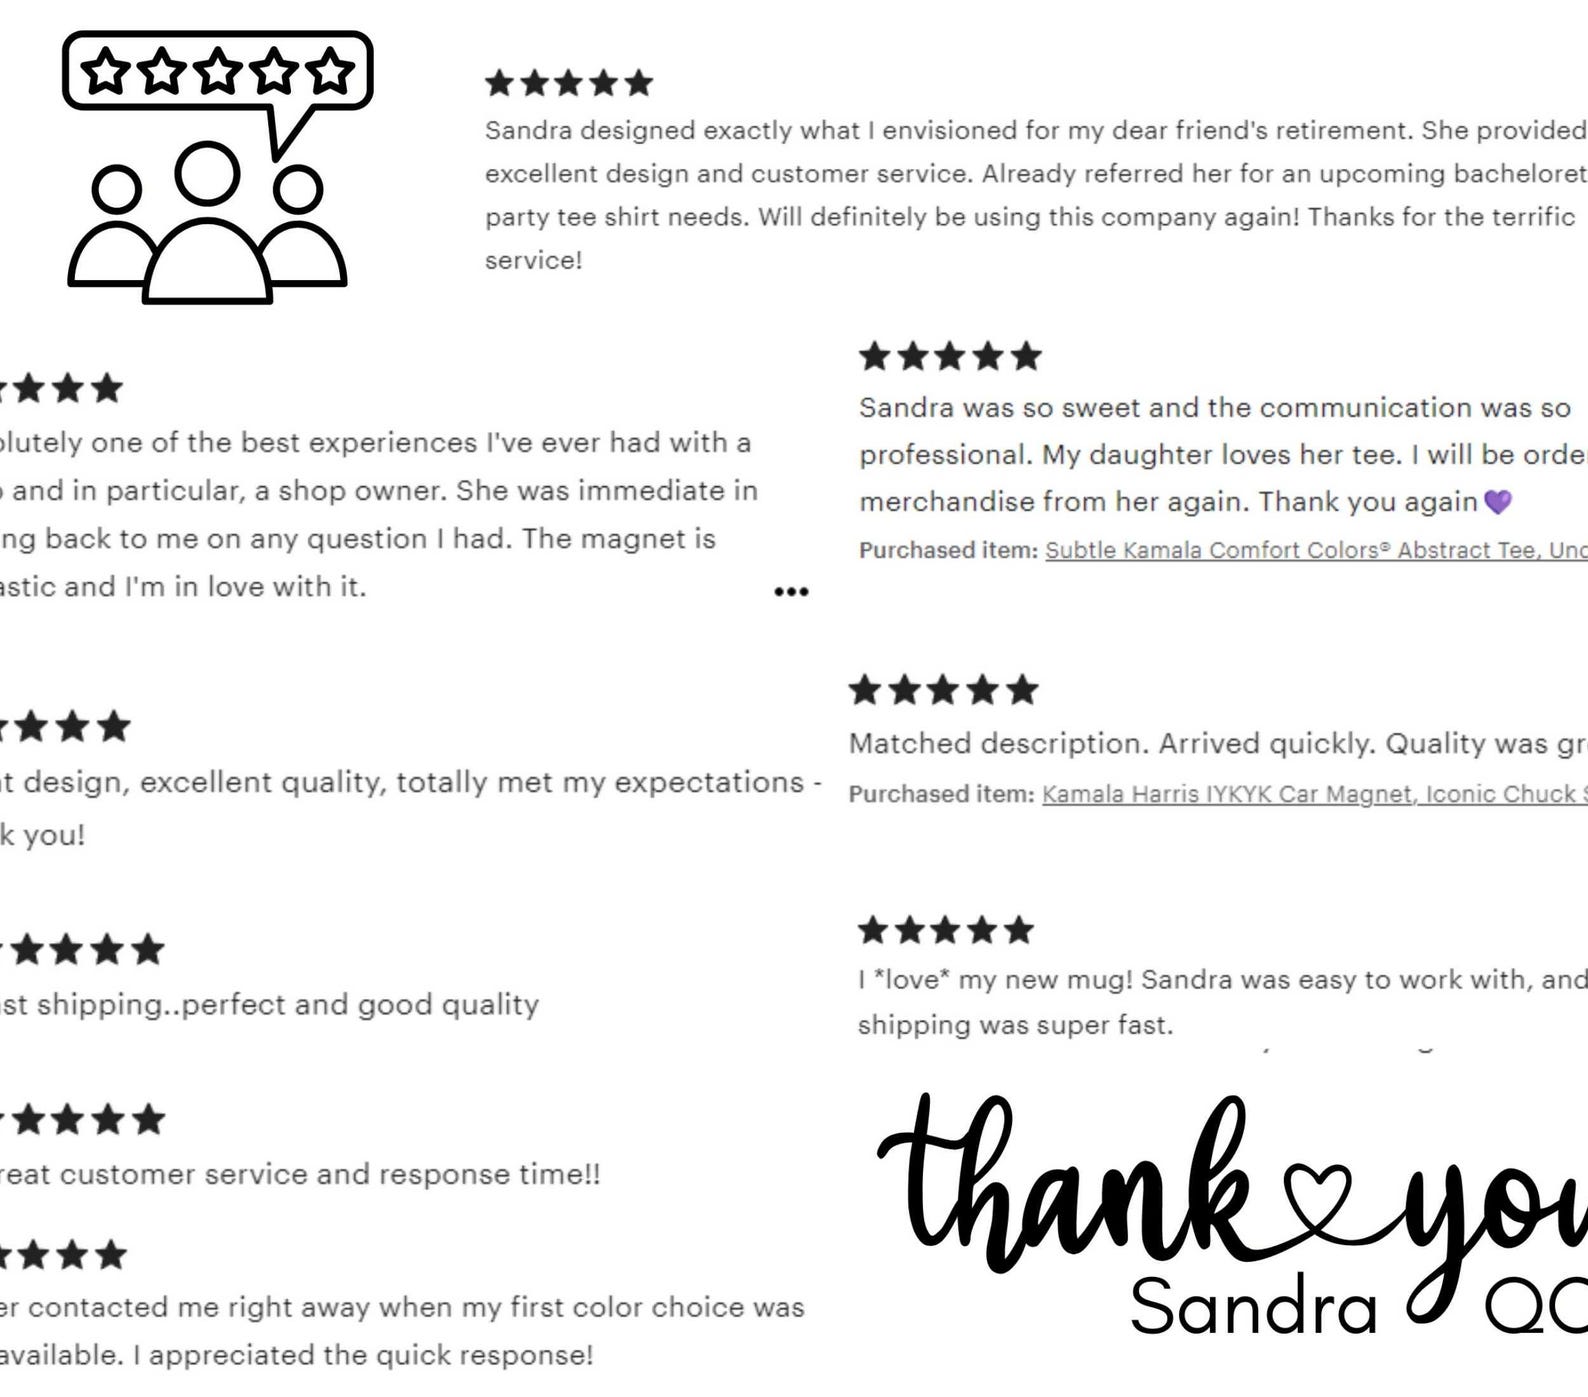 Sandra designed exactly what I envisioned for my dear friend's retirement. She provided
excellent design and customer service. Already referred her for an upcoming bacheloret
party tee shirt needs. Will definitely be using this company again! Thanks for the terrific
service!
olutely one of the best experiences I've ever had with a
and in particular, a shop owner. She was immediate in
ng back to me on any question I had. The magnet is
astic and I'm in love with it.
Sandra was so sweet and the communication was so
professional. My daughter loves her tee. I will be orde
merchandise from her again. Thank you again💜
Purchased item: Subtle Kamala Comfort Colors® Abstract Tee, Unc
t design, excellent quality, totally met my expectations -
k you!
Matched description. Arrived quickly. Quality was gr
Purchased item: Kamala Harris IYKYK Car Magnet, Iconic Chuck S
st shipping..perfect and good quality
I *love* my new mug! Sandra was easy to work with, and
shipping was super fast.
reat customer service and response time!!
er contacted me right away when my first color choice was
available. I appreciated the quick response!
thank you
Sandra QC